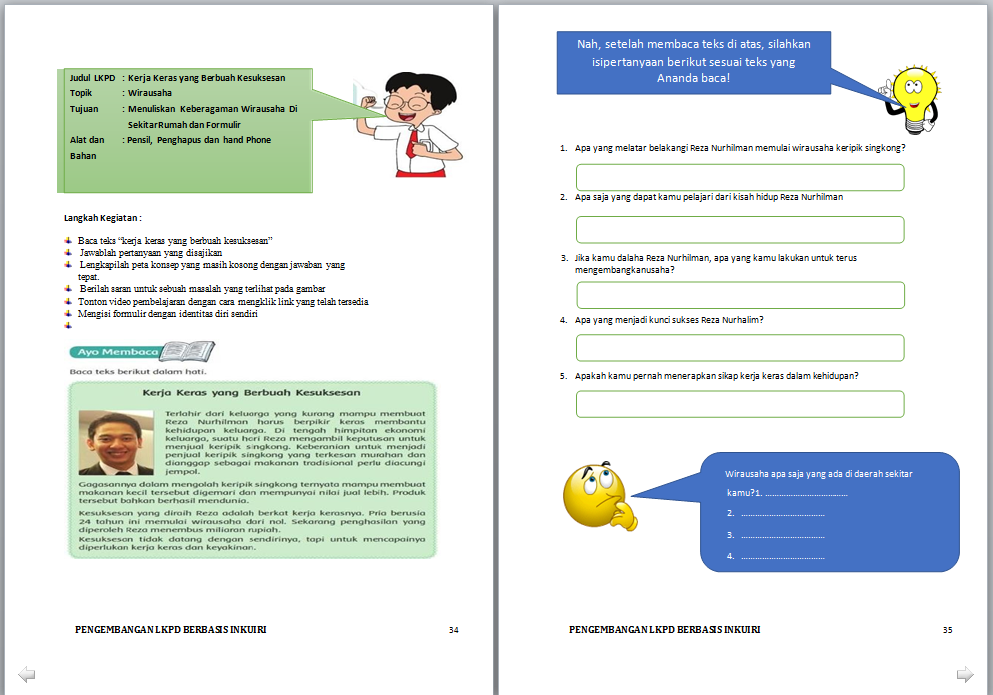 Judul LKPD : Kerja Keras yang Berbuah Kesuksesan
Topik : Wirausaha
Tujuan : Menuliskan Keberagaman Wirausaha Di
SekitarRumah dan Formulir
Alat dan : Pensil, Penghapus dan hand Phone
Bahan
Langkah Kegiatan :
Baca teks “kerja keras yang berbuah kesuksesan”
Jawablah pertanyaan yang disajikan
Lengkapilah peta konsep yang masih kosong dengan jawaban yang
tepat.
Berilah saran untuk sebuah masalah yang terlihat pada gambar
Tonton video pembelajaran dengan cara mengklik link yang telah tersedia
Mengisi formulir dengan identitas diri sendiri
Ayo Membaca
Baca teks berikut dalam hati.
Kerja Keras yang Berbuah Kesuksesan
Terlahir dari keluarga yang kurang mampu membuat
Reza Nurhilman harus berpikir keras membantu
kehidupan keluarga. Di tengah himpitan ekonomi
keluarga, suatu hari Reza mengambil keputusan untuk
menjual keripik singkong. Keberanian untuk menjadi
penjual keripik singkong yang terkesan murahan dan
dianggap sebagai makanan tradisional perlu diacungi
jempol.
Gagasannya dalam mengolah keripik singkong ternyata mampu membuat
makanan kecil tersebut digemari dan mempunyai nilai jual lebih. Produk
tersebut bahkan berhasil mendunia.
Kesuksesan yang diraih Reza adalah berkat kerja kerasnya. Pria berusia
24 tahun ini memulai wirausaha dari nol. Sekarang penghasilan yang
diperoleh Reza menembus miliaran rupiah.
Kesuksesan tidak datang dengan sendirinya, tapi untuk mencapainya
diperlukan kerja keras dan keyakinan.
PENGEMBANGAN LKPD BERBASIS INKUIRI 34
Nah, setelah membaca teks di atas, silahkan
isipertanyaan berikut sesuai teks yang
Ananda baca!
1. Apa yang melatar belakangi Reza Nurhilman memulai wirausaha keripik singkong?
2. Apa saja yang dapat kamu pelajari dari kisah hidup Reza Nurhilman
3. Jika kamu dalaha Reza Nurhilman, apa yang kamu lakukan untuk terus
mengembangkanusaha?
4. Apa yang menjadi kunci sukses Reza Nurhalim?
5. Apakah kamu pernah menerapkan sikap kerja keras dalam kehidupan?
Wirausaha apa saja yang ada di daerah sekitar
kamu?1. ................................
2. ................................
3. ................................
4. ................................
PENGEMBANGAN LKPD BERBASIS INKUIRI 35